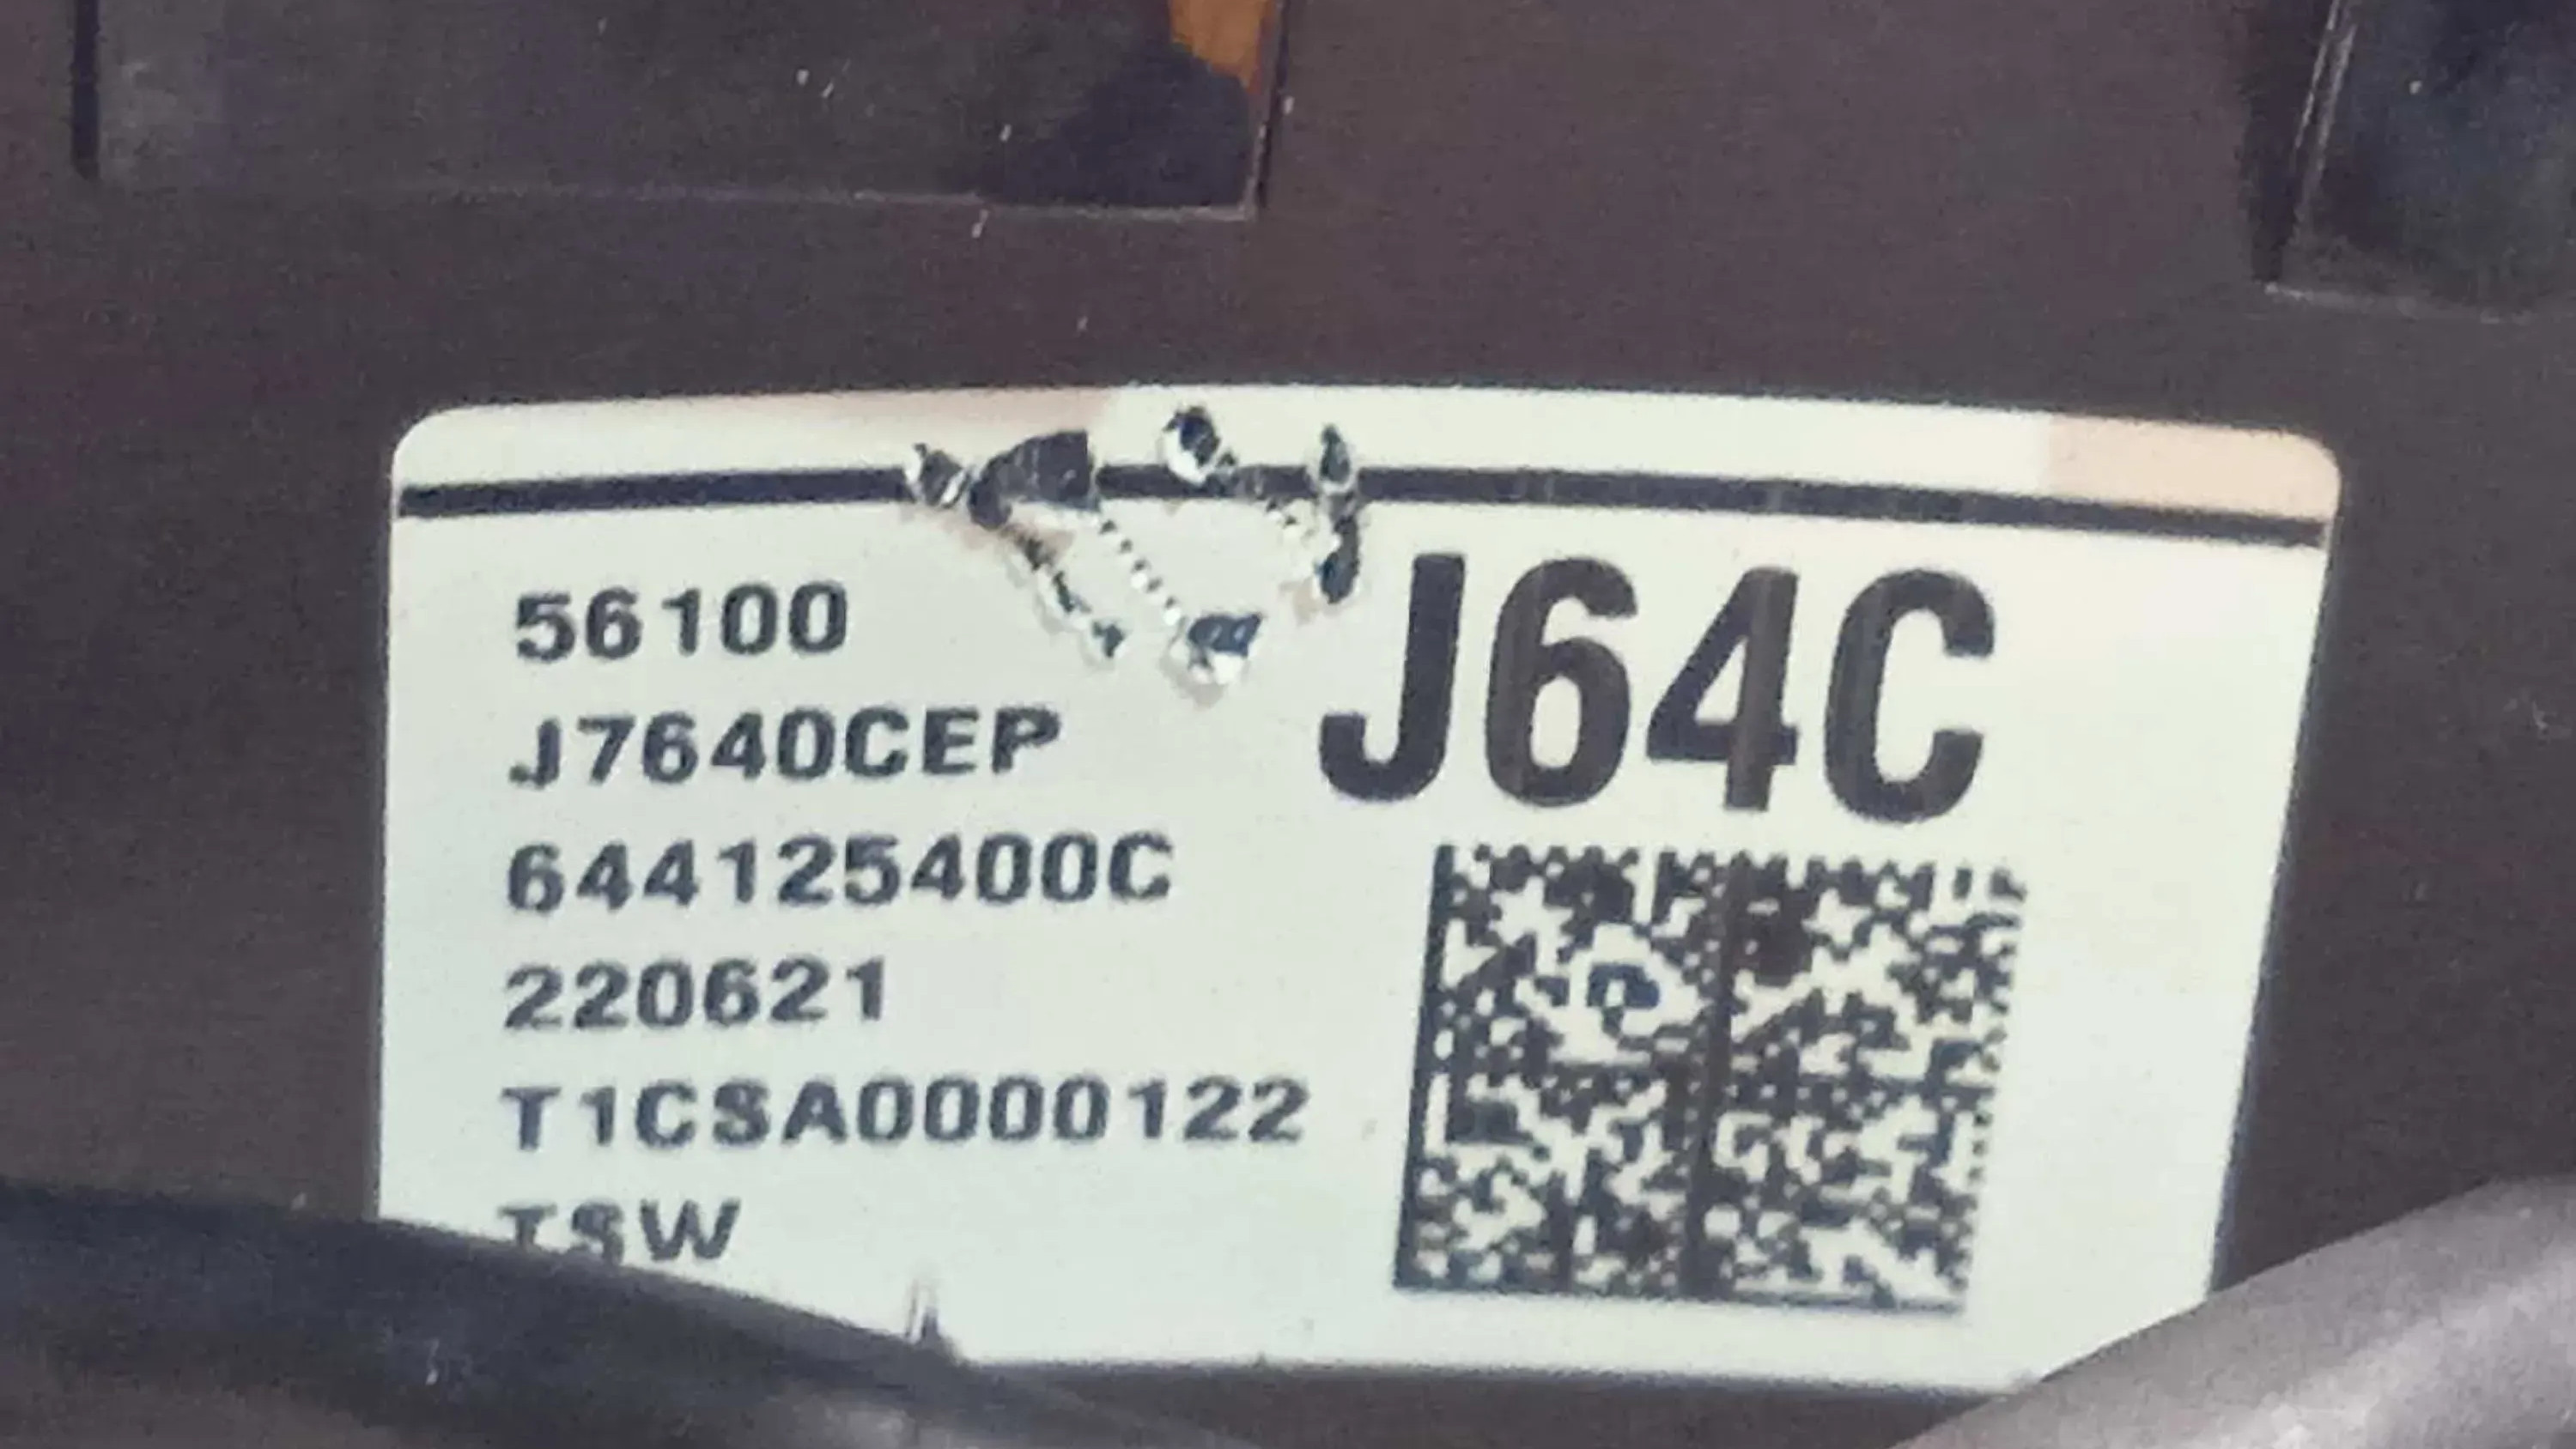 56100
J64C
J7640CEP
644125400C
220621
T1CSA0000122
TSW